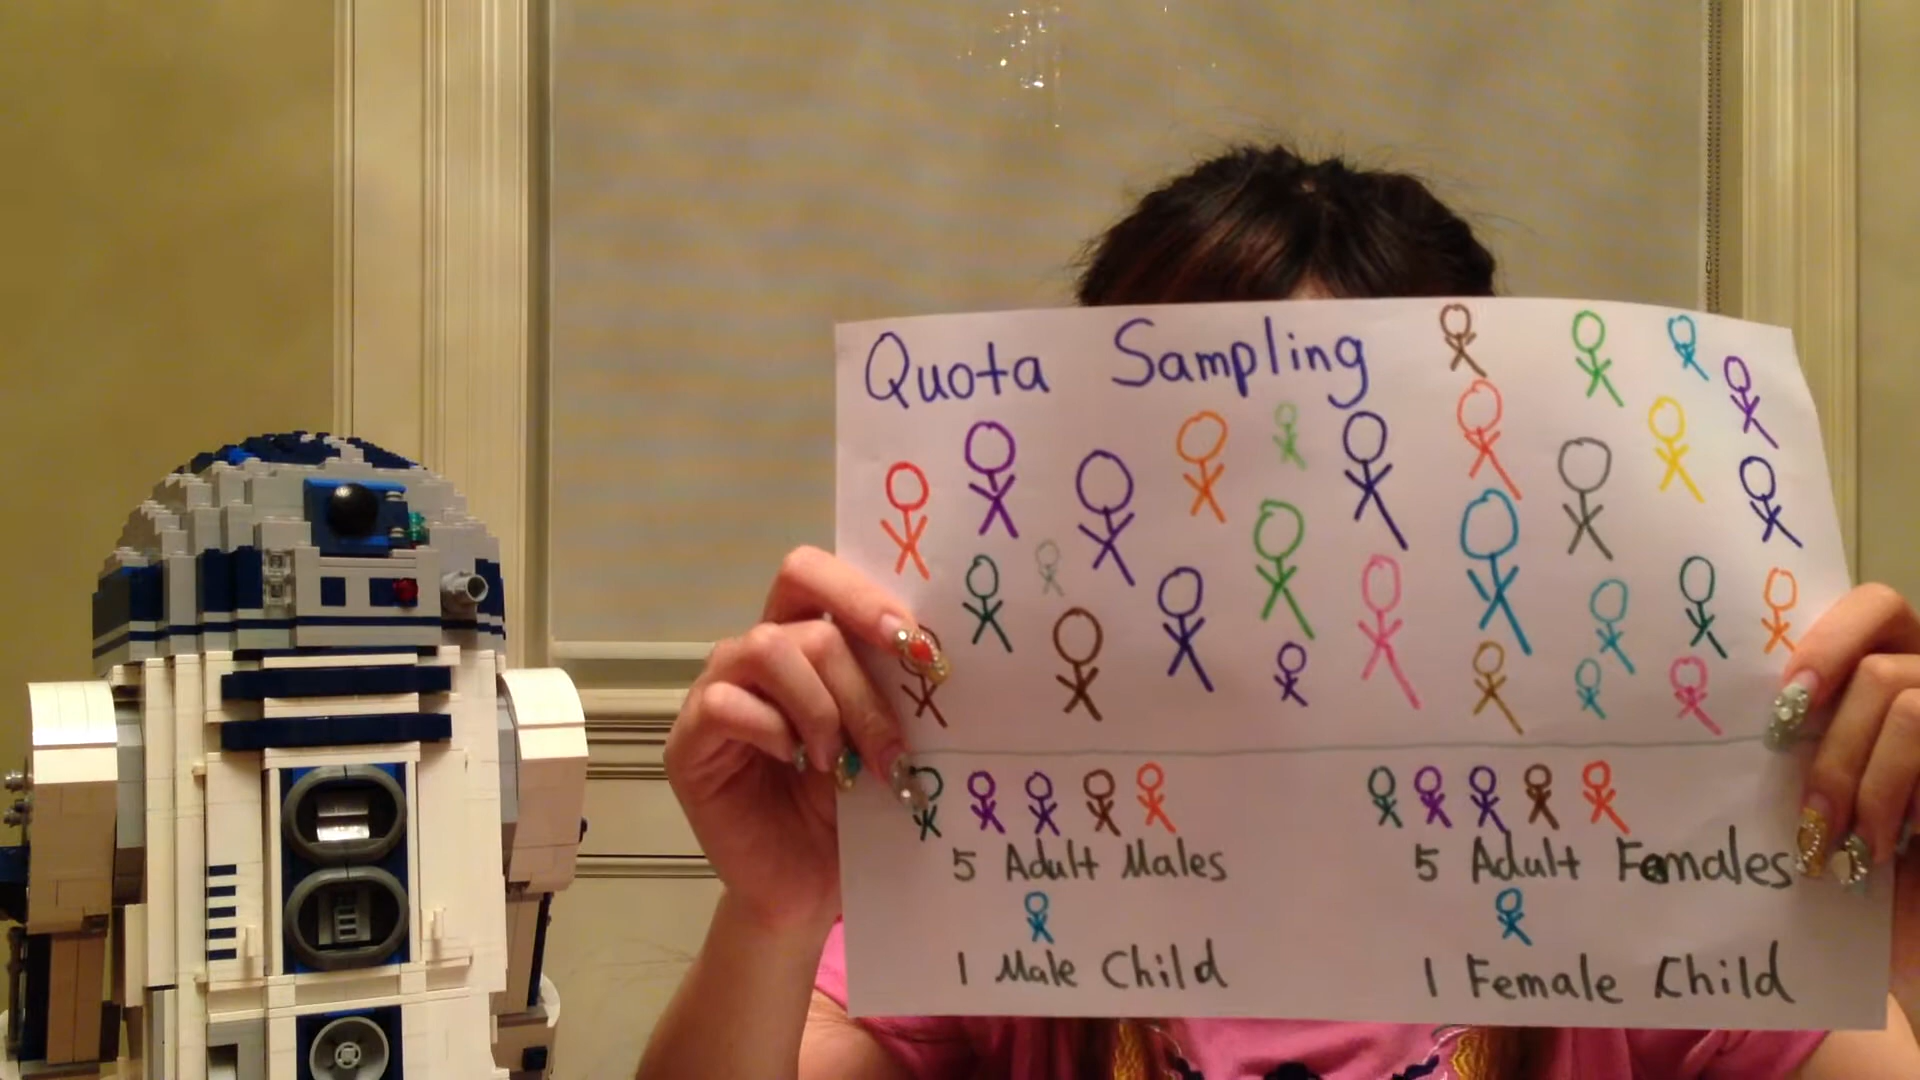 Quota Sampling
5 Adult Males
5 Adult Females
1 Male Child
1 Female Child